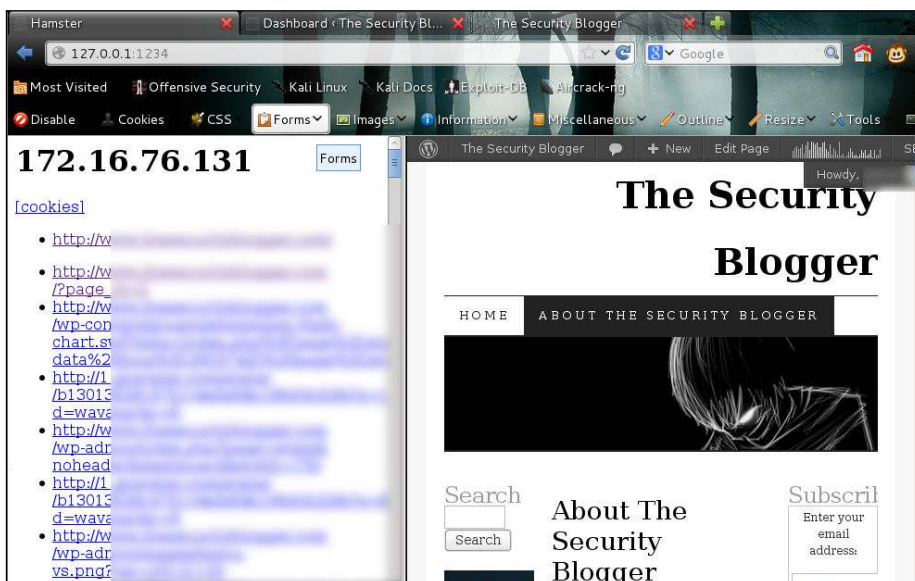 Hamster
Dashboard ‹ The Security Bl...
The Security Blogger
127.0.0.1:1234
Google
Most Visited
Offensive Security
Kali Linux
Kali Docs
Exploit-DB
Aircrack-ng
Disable
Cookies
CSS
Forms
Images
Information
Miscellaneous
Outline
Resize
Tools
172.16.76.131
Forms
[cookies]
http://w
http://w
/?page_
http://w
/wp-con
chart.sw
data%2
http://1
/b13013
d=wava
http://w
/wp-adr
nohead
http://1
/b13013
d=wava
http://w
/wp-adr
vs.png?
The Security Blogger
+ New
Edit Page
SE
Howdy,
The Security
Blogger
HOME
ABOUT THE SECURITY BLOGGER
Search
Search
About The
Security
Blogger
Subscrib
Enter your
email
address: